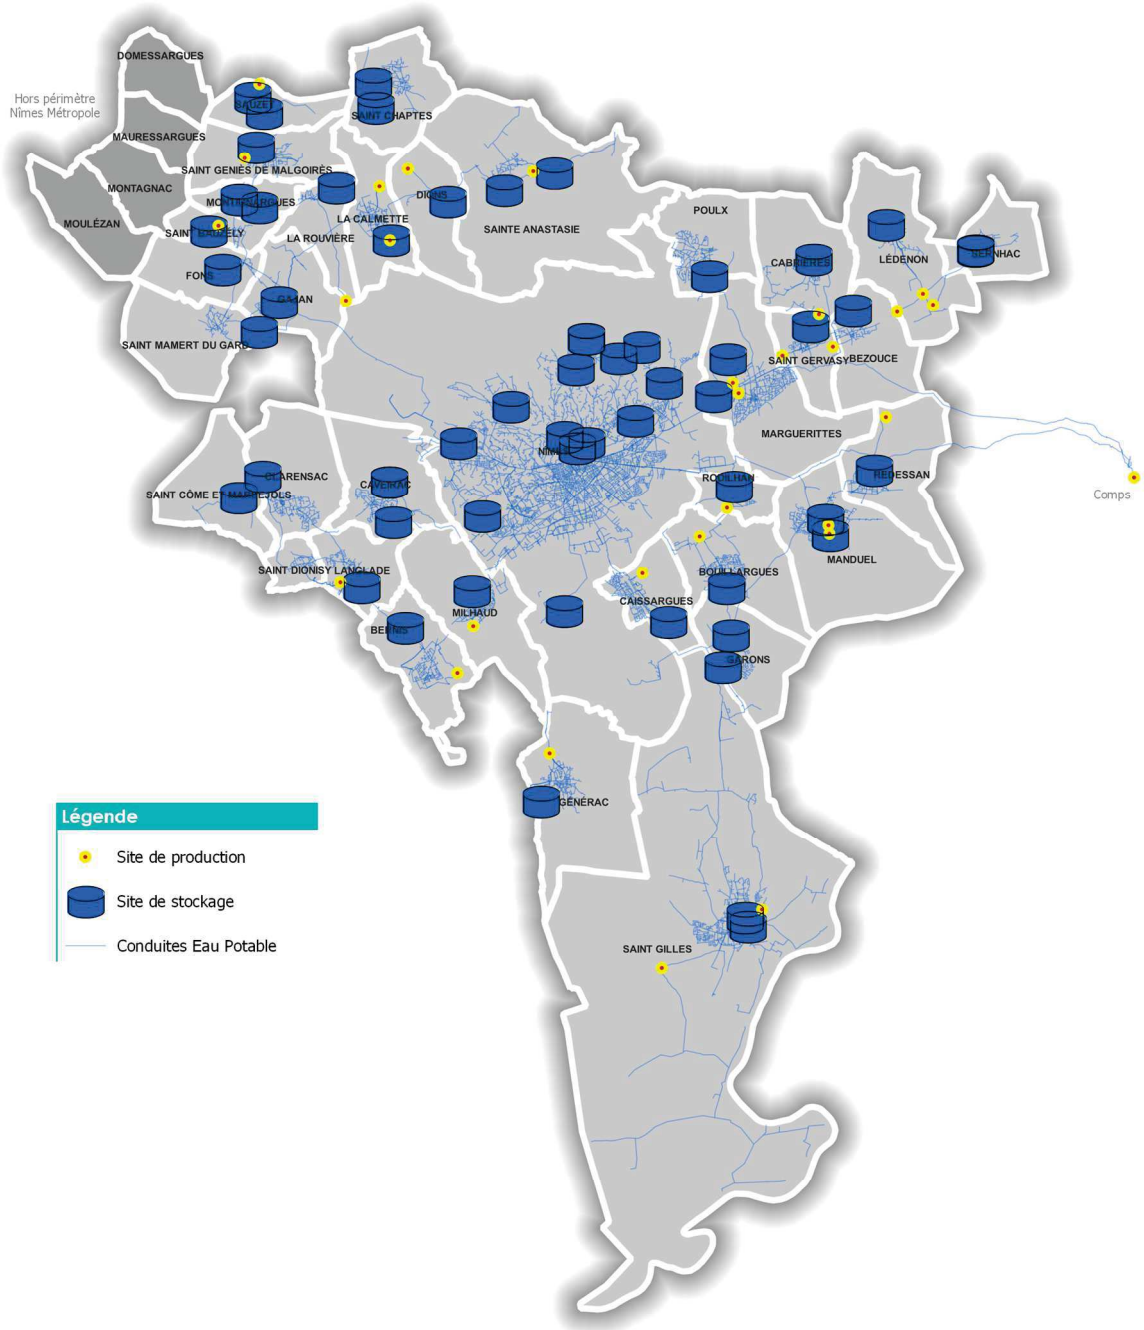 DOMESSARGUES
Hors périmètre
Nîmes Métropole
SAUZET
SAINT CHAPTES
MAURESSARGUES
SAINT GENIÈS DE MALGOIRÈS
MONTAGNAC
MONTIGNARGUES
DIONS
MOULÉZAN
SAINT BAUZELY
LA CALMETTE
LA ROUVIÈRE
SAINTE ANASTASIE
POULX
CABRIÈRES
LÉDENON
SERNHAC
FONS
GAJAN
SAINT MAMERT DU GARD
SAINT GERVASY
BEZOUCE
MARGUERITTES
NÎMES
CLARENSAC
CAVEIRAC
RODILHAN
REDESSAN
SAINT CÔME ET MARUEJOLS
Comps
SAINT DIONISY
LANGLADE
BOUILLARGUES
MANDUEL
MILHAUD
CAISSARGUES
BERNIS
GARONS
GÉNÉRAC
Légende
Site de production
Site de stockage
Conduites Eau Potable
SAINT GILLES